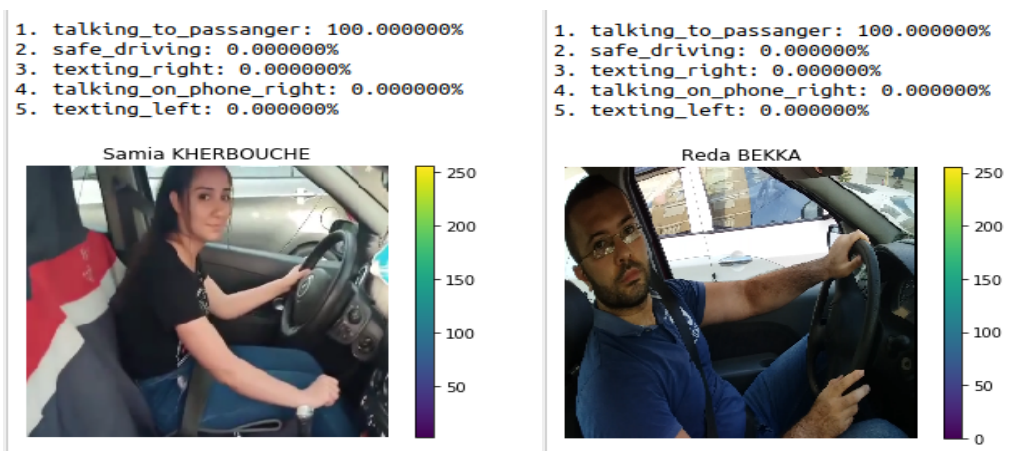 1. talking_to_passanger: 100.000000%
2. safe_driving: 0.000000%
3. texting_right: 0.000000%
4. talking_on_phone_right: 0.000000%
5. texting_left: 0.000000%
Samia KHERBOUCHE
250
200
150
100
50
1. talking_to_passanger: 100.000000%
2. safe_driving: 0.000000%
3. texting_right: 0.000000%
4. talking_on_phone_right: 0.000000%
5. texting_left: 0.000000%
Reda BEKKA
250
200
150
100
50
0